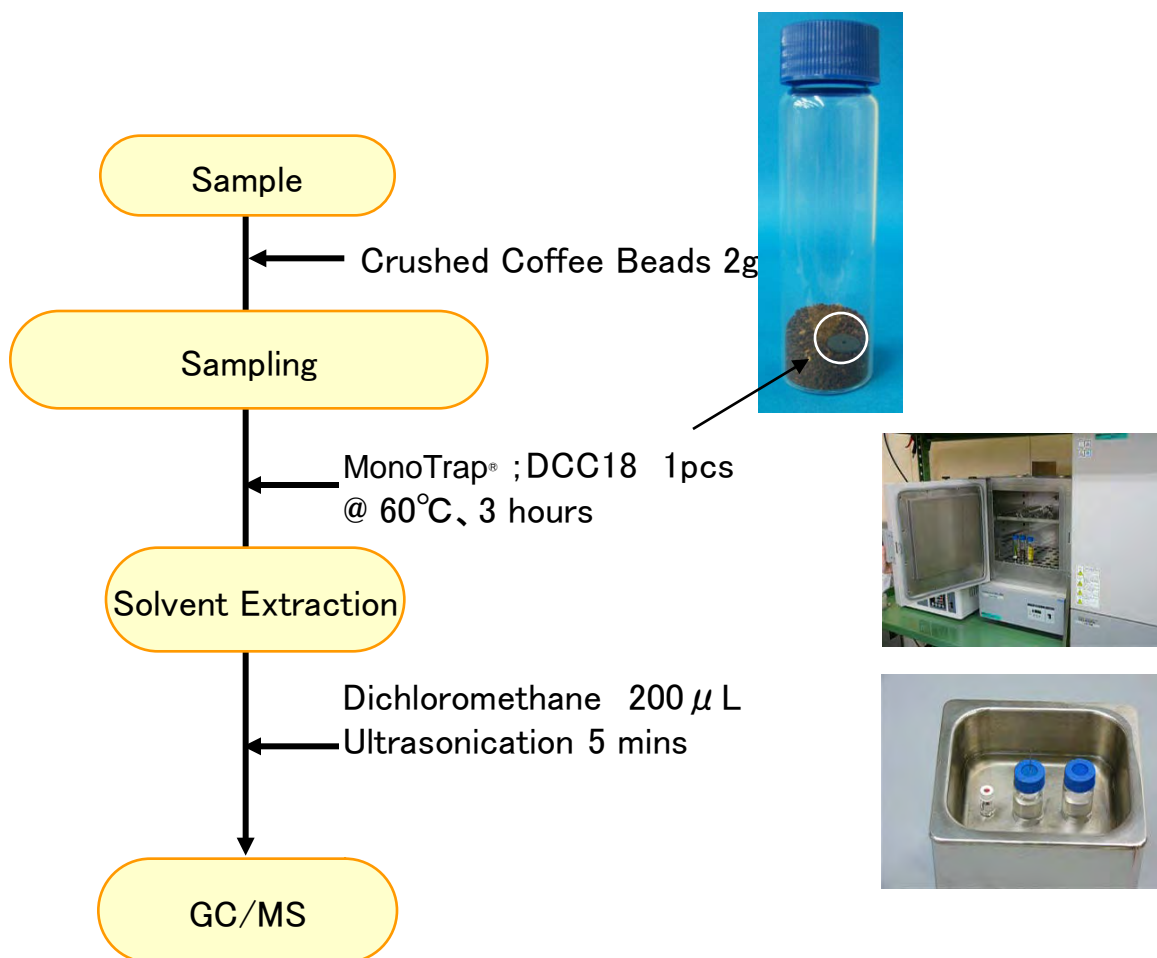 Sample
Crushed Coffee Beads 2g
Sampling
MonoTrap® ;DCC18 1pcs
@ 60℃、3 hours
Solvent Extraction
Dichloromethane 200μL
Ultrasonication 5 mins
GC/MS